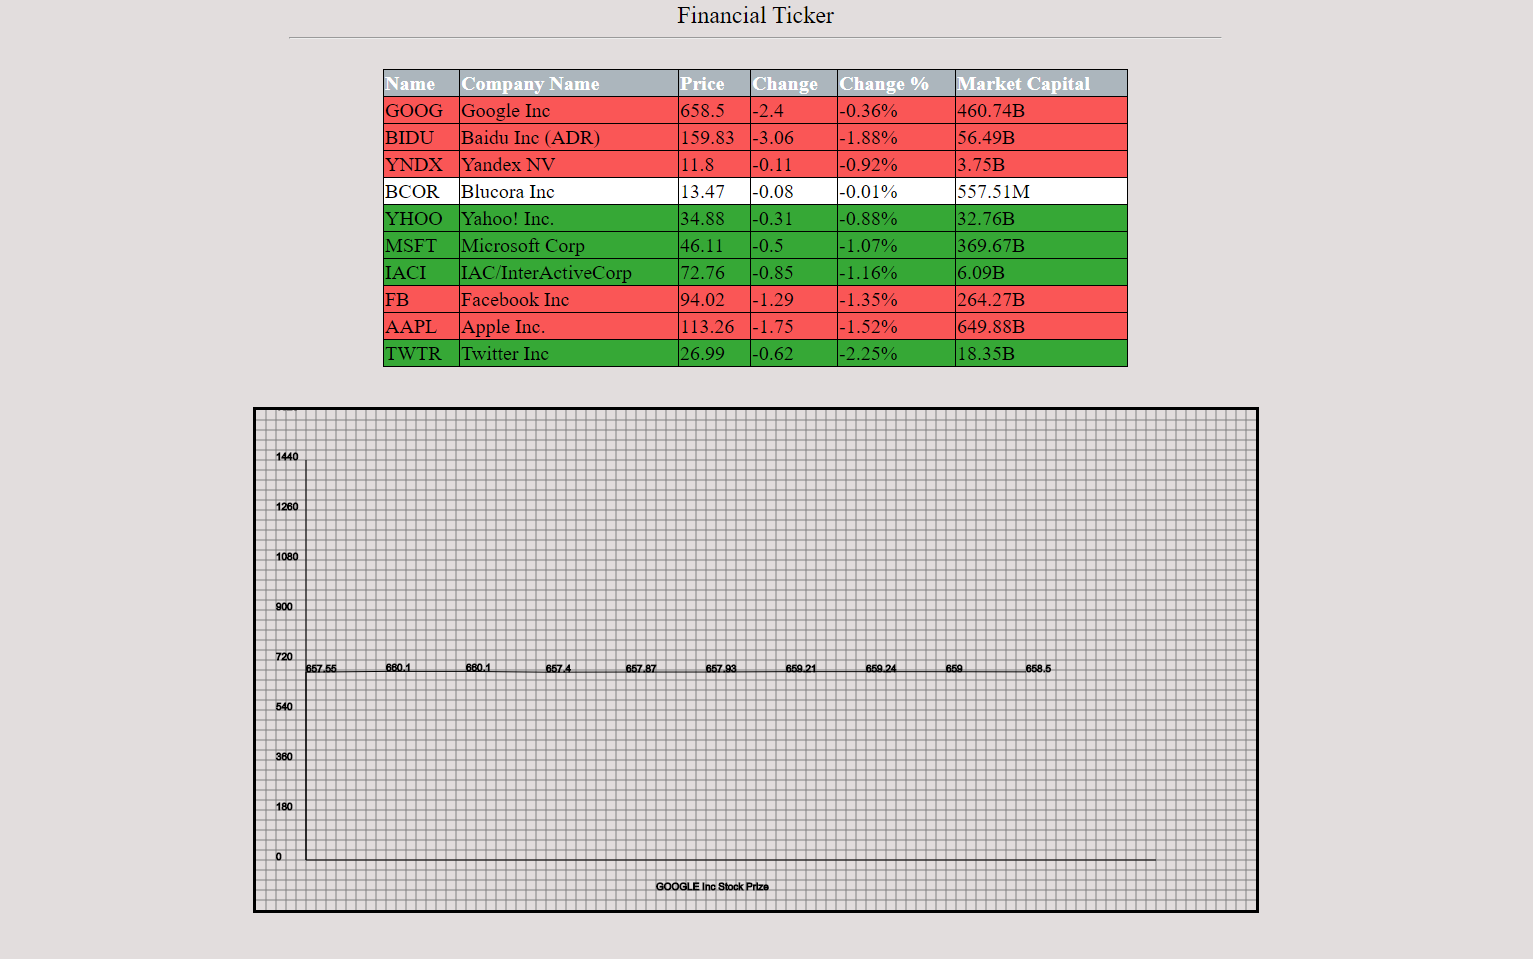 Financial Ticker
Name Company Name Price Change Change % Market Capital
GOOG Google Inc 658.5 -2.4 -0.36% 460.74B
BIDU Baidu Inc (ADR) 159.83 -3.06 -1.88% 56.49B
YNDX Yandex NV 11.8 -0.11 -0.92% 3.75B
BCOR Blucora Inc 13.47 -0.08 -0.01% 557.51M
YHOO Yahoo! Inc. 34.88 -0.31 -0.88% 32.76B
MSFT Microsoft Corp 46.11 -0.5 -1.07% 369.67B
IACI IAC/InterActiveCorp 72.76 -0.85 -1.16% 6.09B
FB Facebook Inc 94.02 -1.29 -1.35% 264.27B
AAPL Apple Inc. 113.26 -1.75 -1.52% 649.88B
TWTR Twitter Inc 26.99 -0.62 -2.25% 18.35B
1440
1260
1080
900
720
657.55 660.1 660.1 657.4 657.87 657.93 659.21 659.24 659 658.5
540
360
180
0
GOOGLE Inc Stock Prize